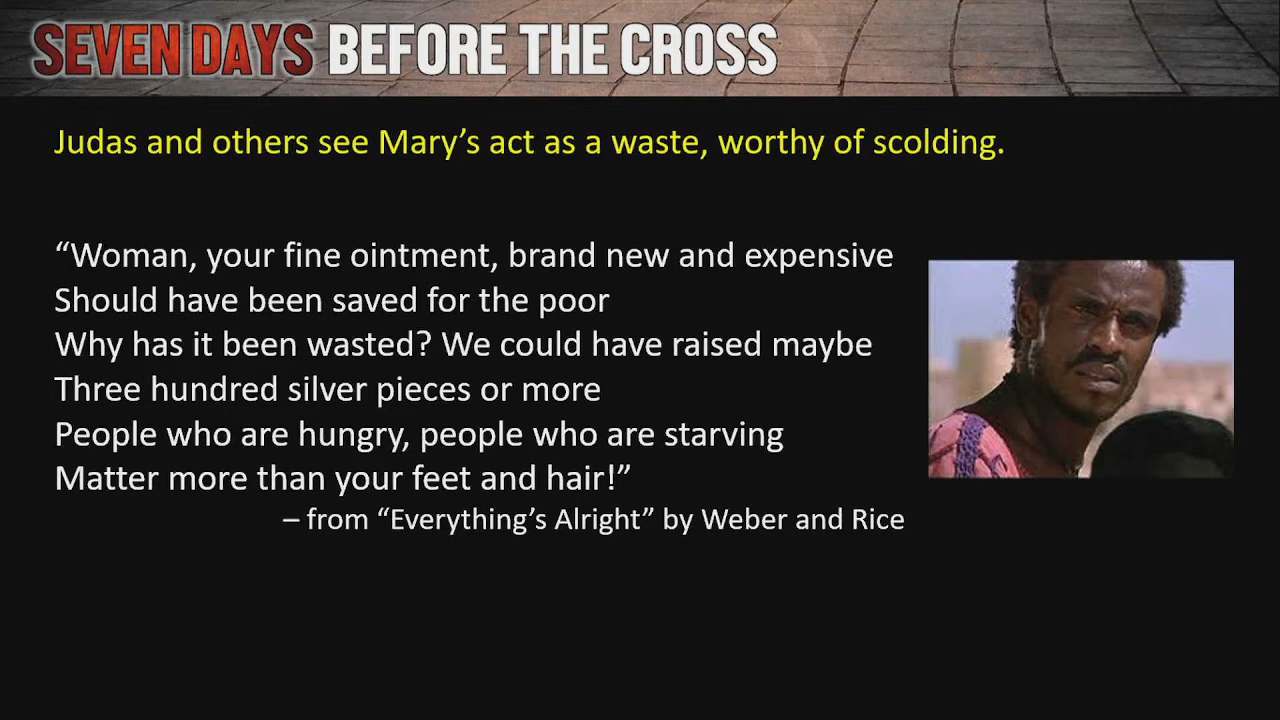 SEVEN DAYS BEFORE THE CROSS
Judas and others see Mary’s act as a waste, worthy of scolding.
“Woman, your fine ointment, brand new and expensive
Should have been saved for the poor
Why has it been wasted? We could have raised maybe
Three hundred silver pieces or more
People who are hungry, people who are starving
Matter more than your feet and hair!”
– from “Everything’s Alright” by Weber and Rice